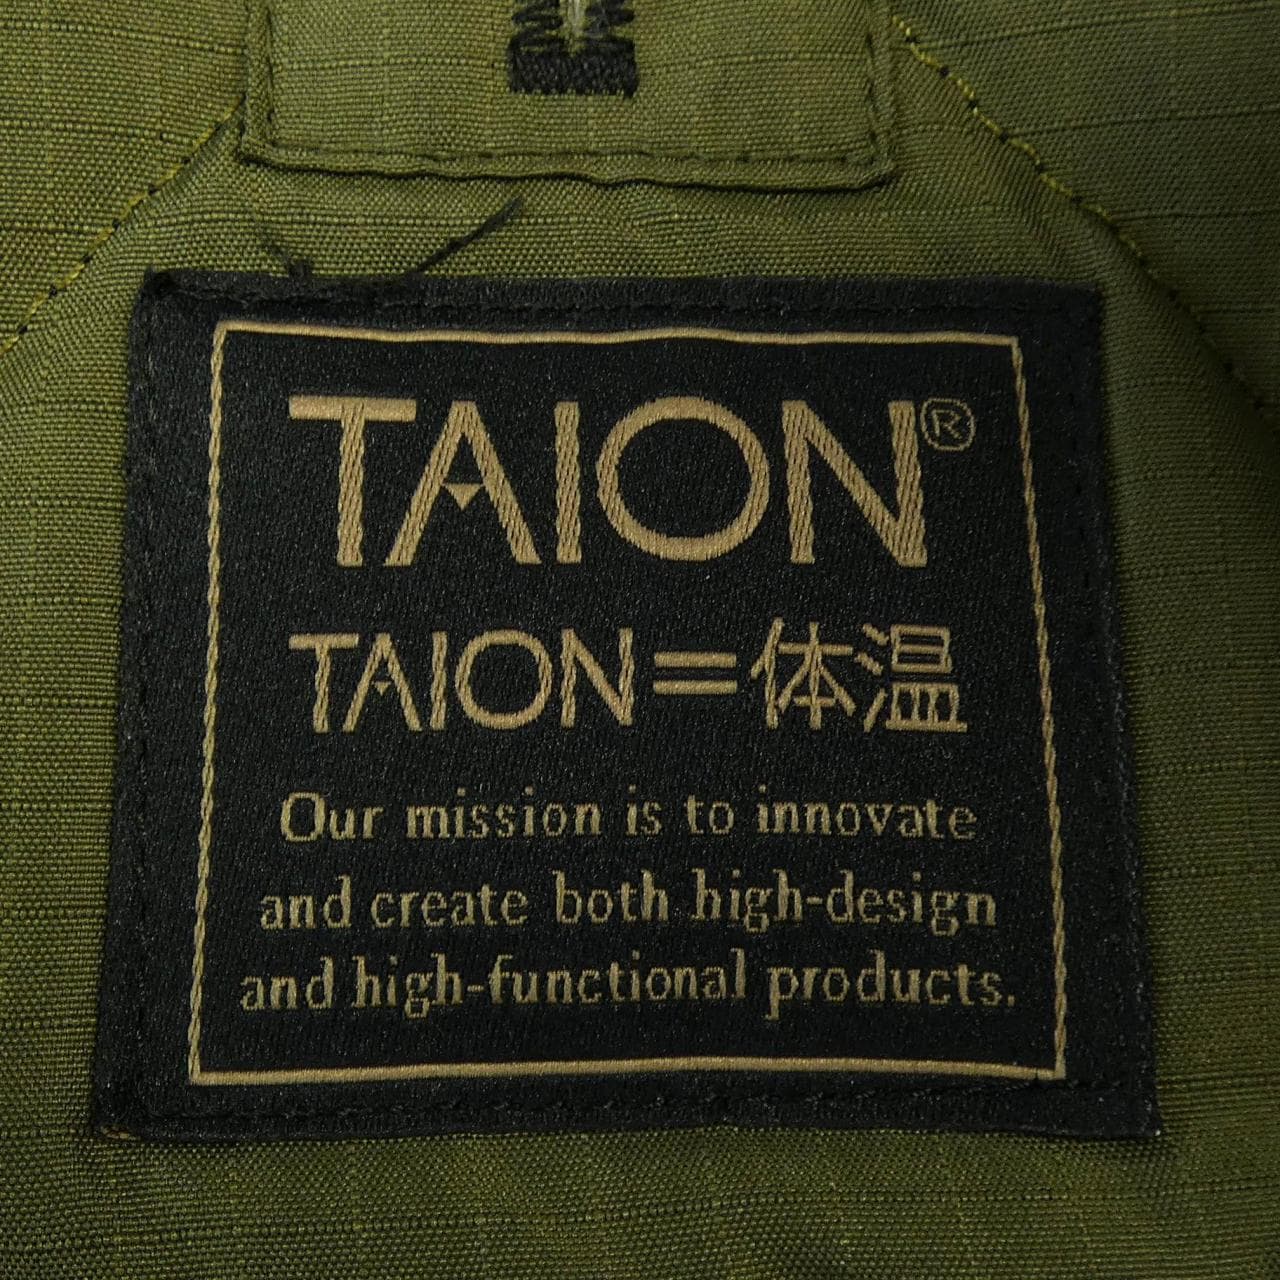 TAION®
TAION=体温
Our mission is to innovate
and create both high-design
and high-functional products.